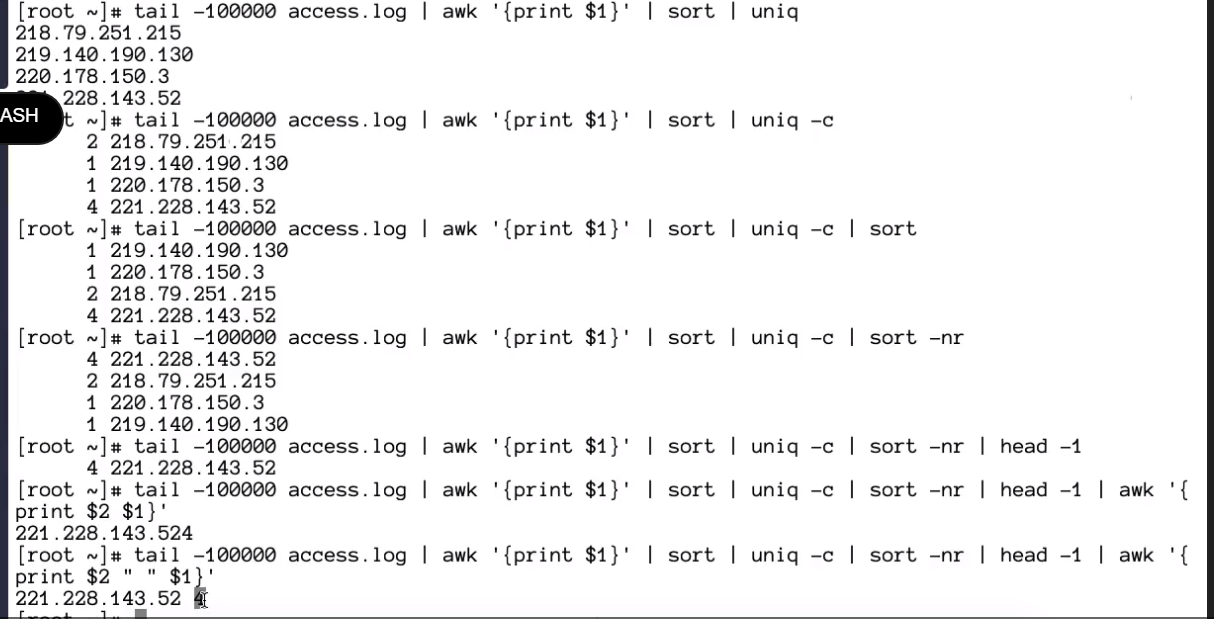 [root ~]# tail -100000 access.log | awk '{print $1}' | sort | uniq
218.79.251.215
219.140.190.130
220.178.150.3
228.143.52
ASH
t ~]# tail -100000 access.log | awk '{print $1}' | sort | uniq -c
2 218.79.251.215
1 219.140.190.130
1 220.178.150.3
4 221.228.143.52
[root ~]# tail -100000 access.log | awk '{print $1}' | sort | uniq -c | sort
1 219.140.190.130
1 220.178.150.3
2 218.79.251.215
4 221.228.143.52
[root ~]# tail -100000 access.log | awk '{print $1}' | sort | uniq -c | sort -nr
4 221.228.143.52
2 218.79.251.215
1 220.178.150.3
1 219.140.190.130
[root ~]# tail -100000 access.log | awk '{print $1}' | sort | uniq -c | sort -nr | head -1
4 221.228.143.52
[root ~]# tail -100000 access.log | awk '{print $1}' | sort | uniq -c | sort -nr | head -1 | awk '{
print $2 $1}'
221.228.143.524
[root ~]# tail -100000 access.log | awk '{print $1}' | sort | uniq -c | sort -nr | head -1 | awk '{
print $2 " " $1}'
221.228.143.52 4